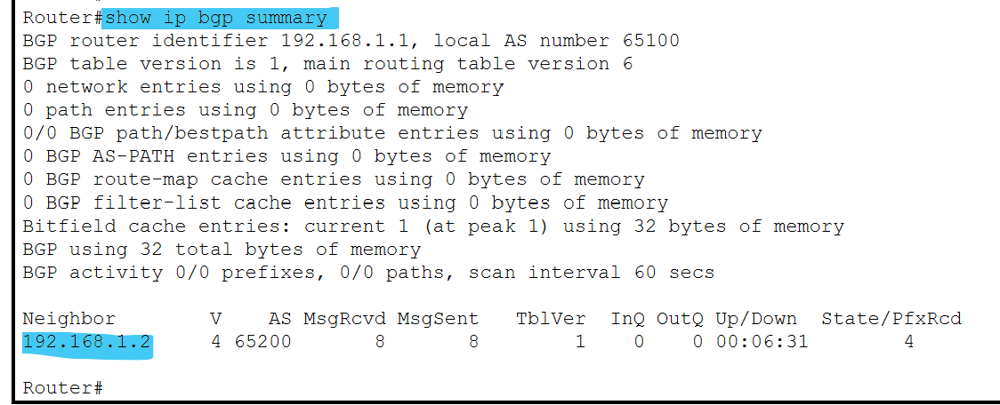 Router#show ip bgp summary
BGP router identifier 192.168.1.1, local AS number 65100
BGP table version is 1, main routing table version 6
0 network entries using 0 bytes of memory
0 path entries using 0 bytes of memory
0/0 BGP path/bestpath attribute entries using 0 bytes of memory
0 BGP AS-PATH entries using 0 bytes of memory
0 BGP route-map cache entries using 0 bytes of memory
0 BGP filter-list cache entries using 0 bytes of memory
Bitfield cache entries: current 1 (at peak 1) using 32 bytes of memory
BGP using 32 total bytes of memory
BGP activity 0/0 prefixes, 0/0 paths, scan interval 60 secs
Neighbor V AS MsgRcvd MsgSent TblVer InQ OutQ Up/Down State/PfxRcd
192.168.1.2 4 65200 8 8 1 0 0 00:06:31 4
Router#